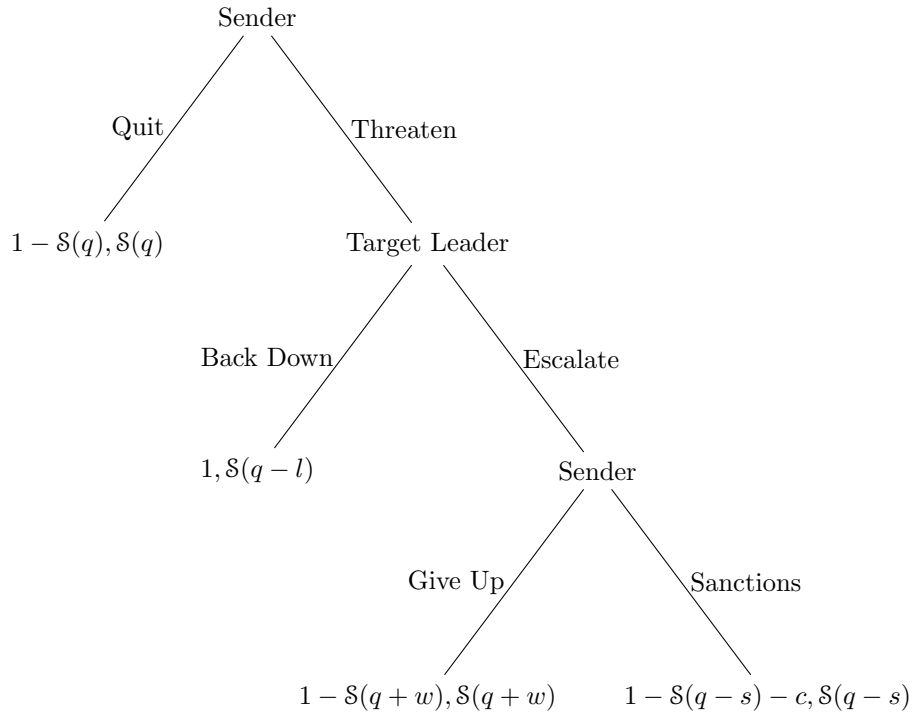 Sender
Quit
Threaten
1 − 𝒮(q), 𝒮(q)
Target Leader
Back Down
Escalate
1, 𝒮(q − l)
Sender
Give Up
Sanctions
1 − 𝒮(q + w), 𝒮(q + w)
1 − 𝒮(q − s) − c, 𝒮(q − s)